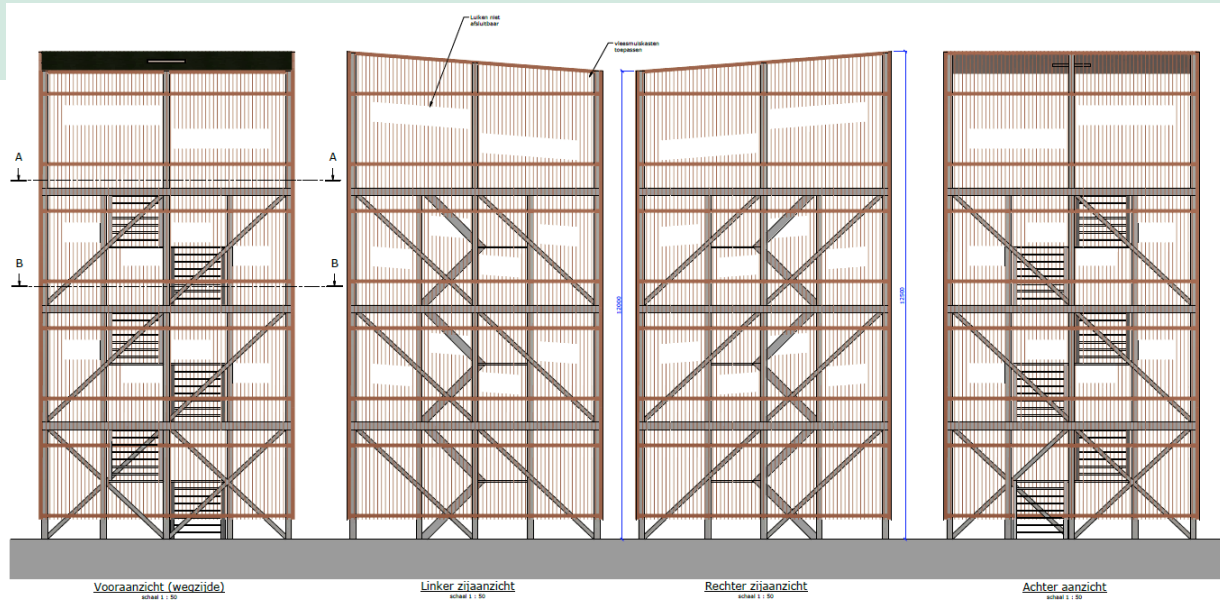 Luiken niet
afsluitbaar
vleermuiskasten
toepassen
A
A
A
B
B
12000
12500
Vooraanzicht (wegzijde)
schaal 1 : 50
Linker zijaanzicht
schaal 1 : 50
Rechter zijaanzicht
schaal 1 : 50
Achter aanzicht
schaal 1 : 50